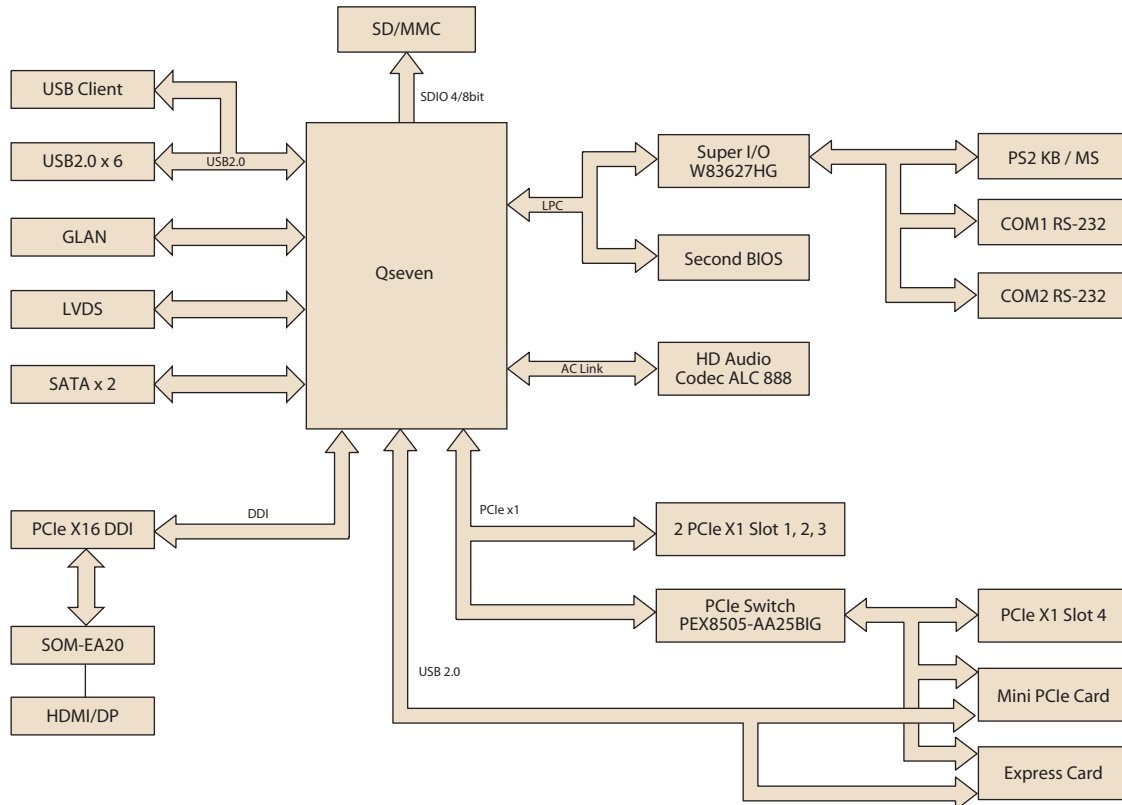 SD/MMC
SDIO 4/8bit
USB Client
USB2.0 x 6
USB2.0
GLAN
LVDS
SATA x 2
Qseven
LPC
Super I/O
W83627HG
Second BIOS
PS2 KB / MS
COM1 RS-232
COM2 RS-232
AC Link
HD Audio
Codec ALC 888
PCIe X16 DDI
DDI
SOM-EA20
HDMI/DP
PCIe x1
2 PCIe X1 Slot 1, 2, 3
PCIe Switch
PEX8505-AA25BIG
PCIe X1 Slot 4
USB 2.0
Mini PCIe Card
Express Card